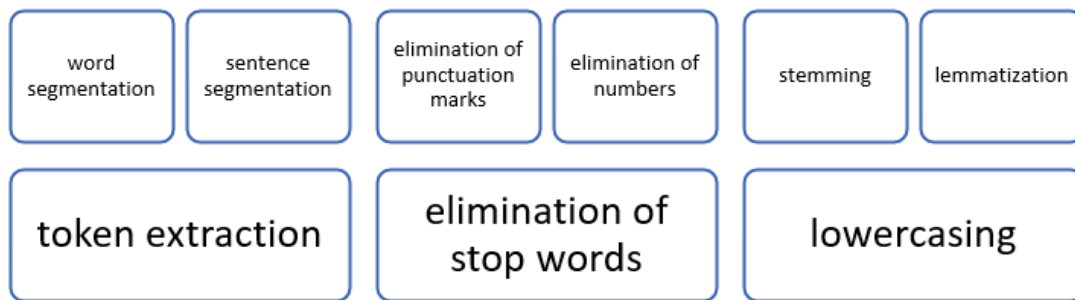 word
segmentation
sentence
segmentation
elimination of
punctuation
marks
elimination of
numbers
stemming
lemmatization
token extraction
elimination of
stop words
lowercasing